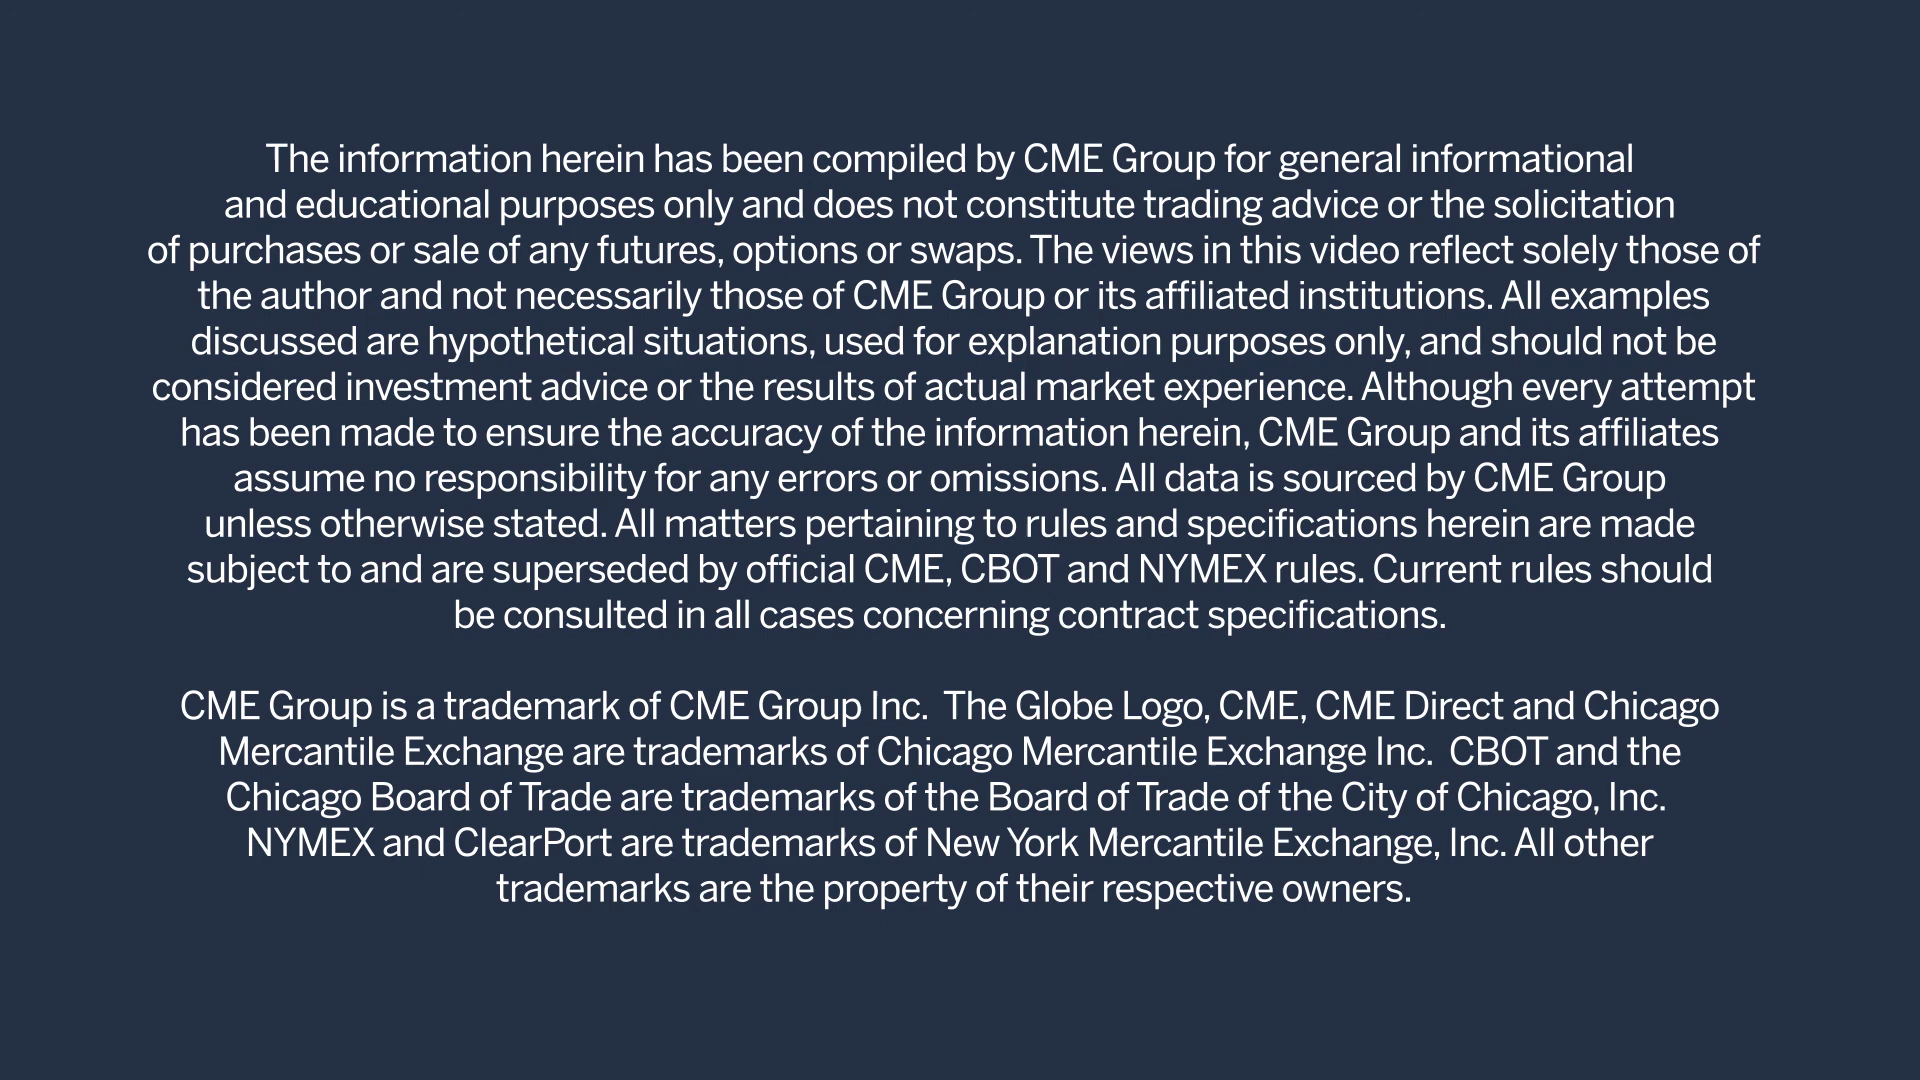 The information herein has been compiled by CME Group for general informational
and educational purposes only and does not constitute trading advice or the solicitation
of purchases or sale of any futures, options or swaps. The views in this video reflect solely those of
the author and not necessarily those of CME Group or its affiliated institutions. All examples
discussed are hypothetical situations, used for explanation purposes only, and should not be
considered investment advice or the results of actual market experience. Although every attempt
has been made to ensure the accuracy of the information herein, CME Group and its affiliates
assume no responsibility for any errors or omissions. All data is sourced by CME Group
unless otherwise stated. All matters pertaining to rules and specifications herein are made
subject to and are superseded by official CME, CBOT and NYMEX rules. Current rules should
be consulted in all cases concerning contract specifications.
CME Group is a trademark of CME Group Inc.  The Globe Logo, CME, CME Direct and Chicago
Mercantile Exchange are trademarks of Chicago Mercantile Exchange Inc.  CBOT and the
Chicago Board of Trade are trademarks of the Board of Trade of the City of Chicago, Inc.
NYMEX and ClearPort are trademarks of New York Mercantile Exchange, Inc. All other
trademarks are the property of their respective owners.